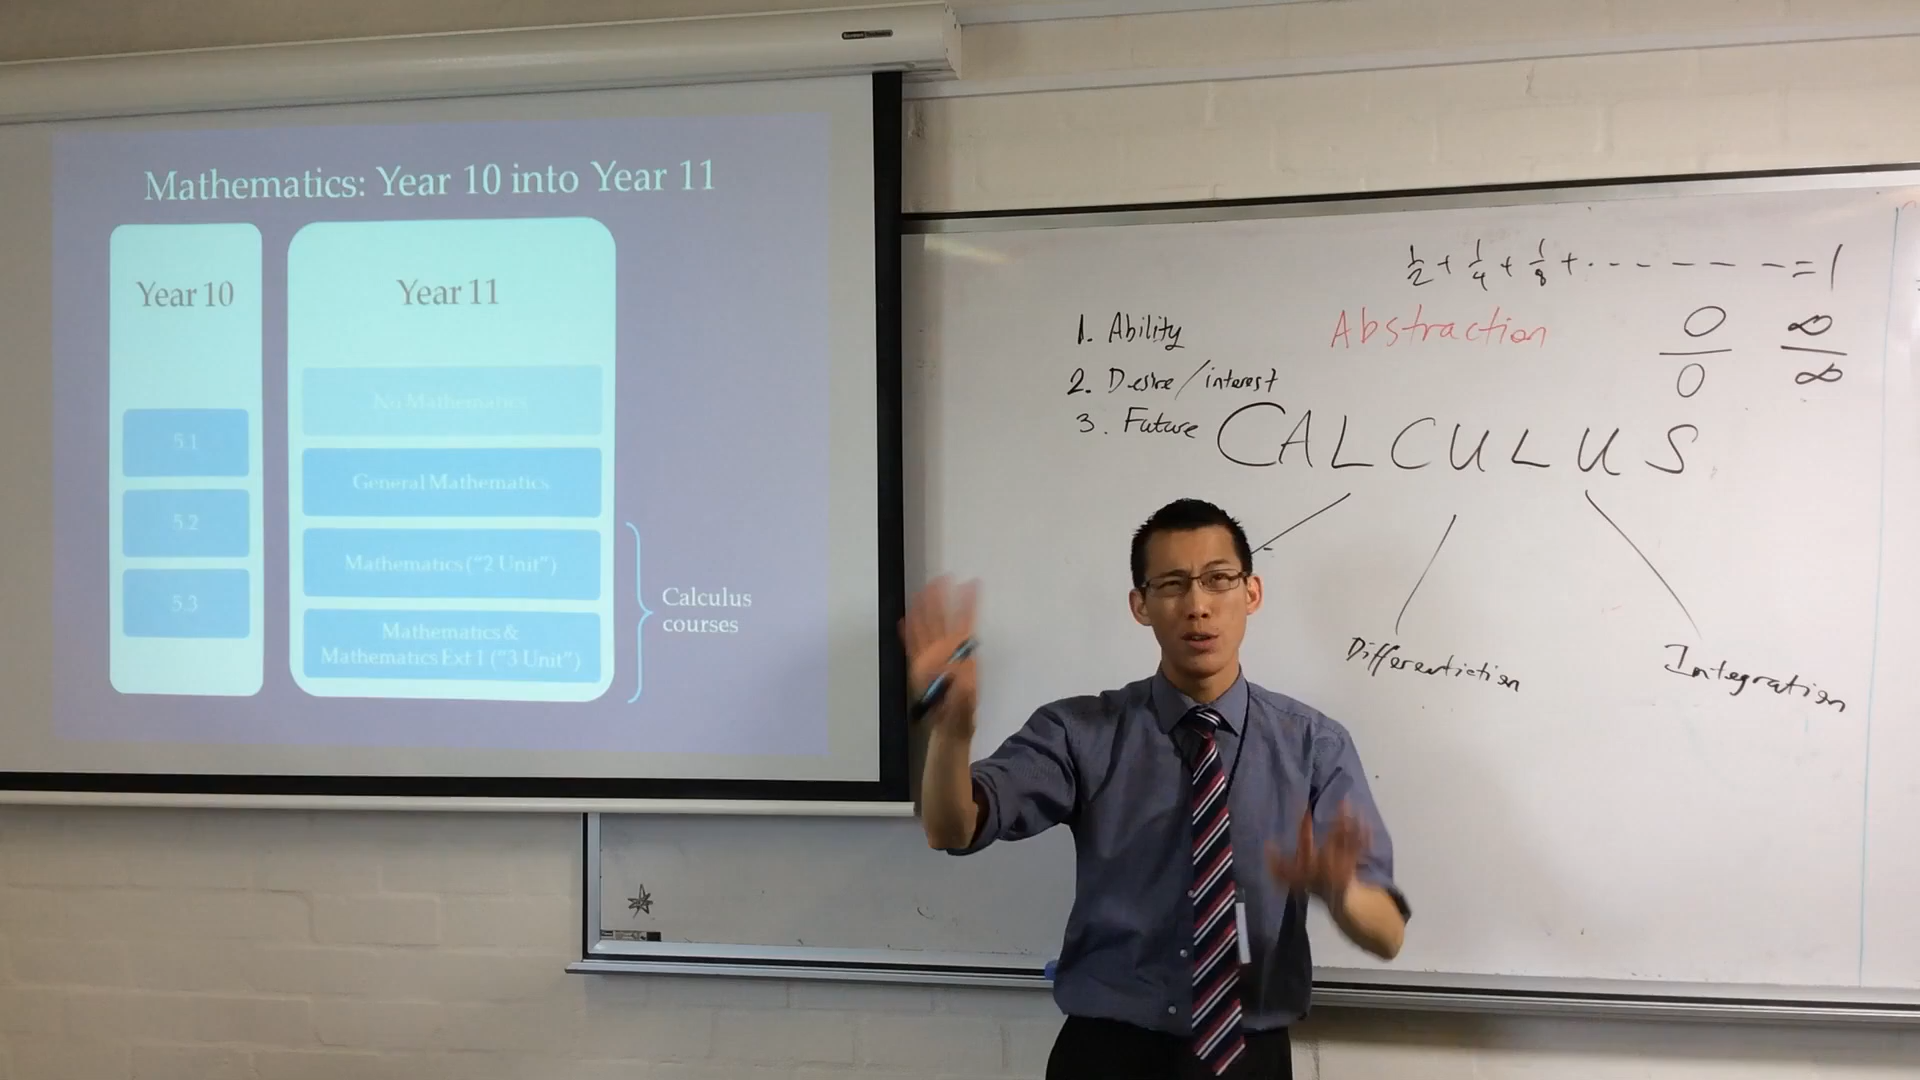 Mathematics: Year 10 into Year 11
Year 10
5.1
5.2
5.3
Year 11
No Mathematics
General Mathematics
Mathematics ("2 Unit")
Mathematics &
Mathematics Ext 1 ("3 Unit")
Calculus
courses
1/2 + 1/4 + 1/8 + ....... = 1
1. Ability
2. Desire/interest
3. Future
Abstraction
0/0
∞/∞
CALCULUS
Differentiction
Integration